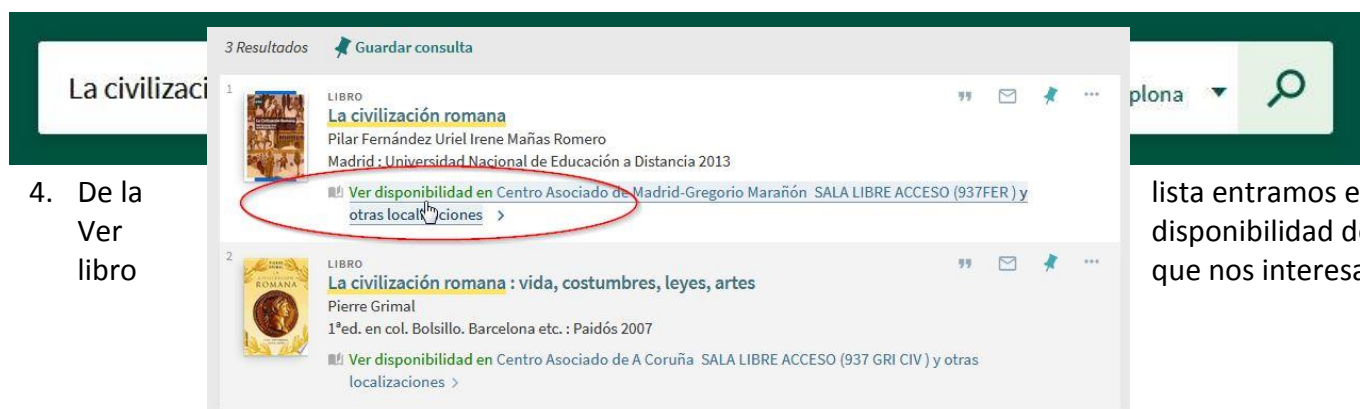 La civilizaci
plona
3 Resultados Guardar consulta
1
LIBRO
La civilización romana
Pilar Fernández Uriel Irene Mañas Romero
Madrid : Universidad Nacional de Educación a Distancia 2013
Ver disponibilidad en Centro Asociado de Madrid-Gregorio Marañón SALA LIBRE ACCESO (937FER ) y
otras localizaciones >
2
LIBRO
La civilización romana : vida, costumbres, leyes, artes
Pierre Grimal
1ªed. en col. Bolsillo. Barcelona etc. : Paidós 2007
Ver disponibilidad en Centro Asociado de A Coruña SALA LIBRE ACCESO (937 GRI CIV ) y otras
localizaciones >
ROMANA
4. De la lista entramos e
Ver disponibilidad d
libro que nos interesa